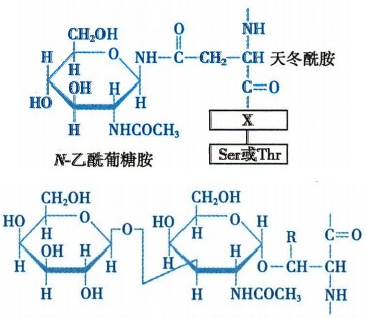 CH₂OH O NH
H O NH—C—CH₂—CH 天冬酰胺
H
OH H H C=O
HO H
H NHCOCH₃ X
N-乙酰葡糖胺 Ser或Thr
CH₂OH CH₂OH
HO O O HO O H R C=O
H H
OH H H H O—CH—CH
H H H
H OH H NHCOCH₃ NH